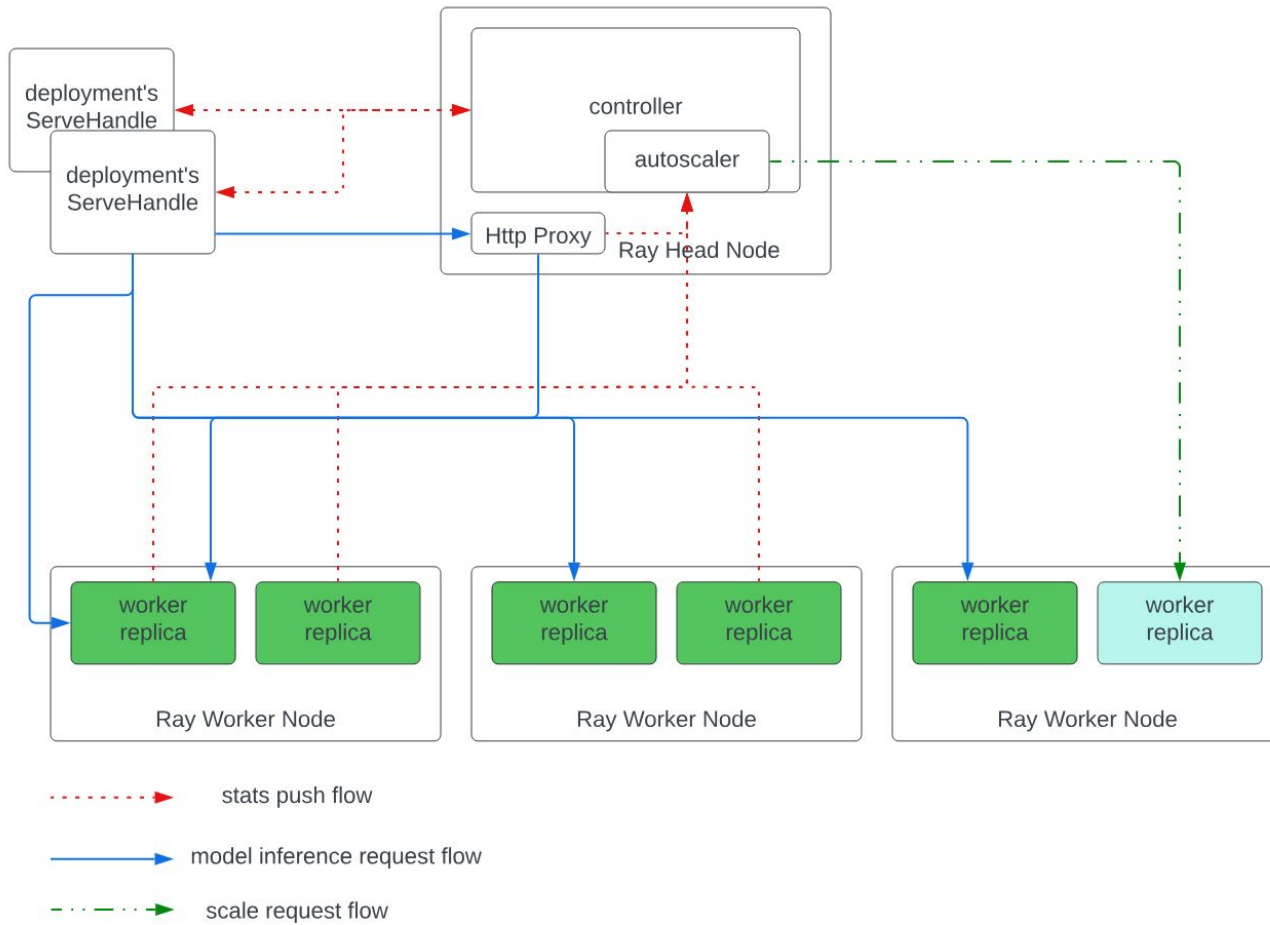 deployment's
ServeHandle
deployment's
ServeHandle
controller
autoscaler
Http Proxy
Ray Head Node
worker
replica
worker
replica
worker
replica
worker
replica
worker
replica
worker
replica
Ray Worker Node
Ray Worker Node
Ray Worker Node
stats push flow
model inference request flow
scale request flow